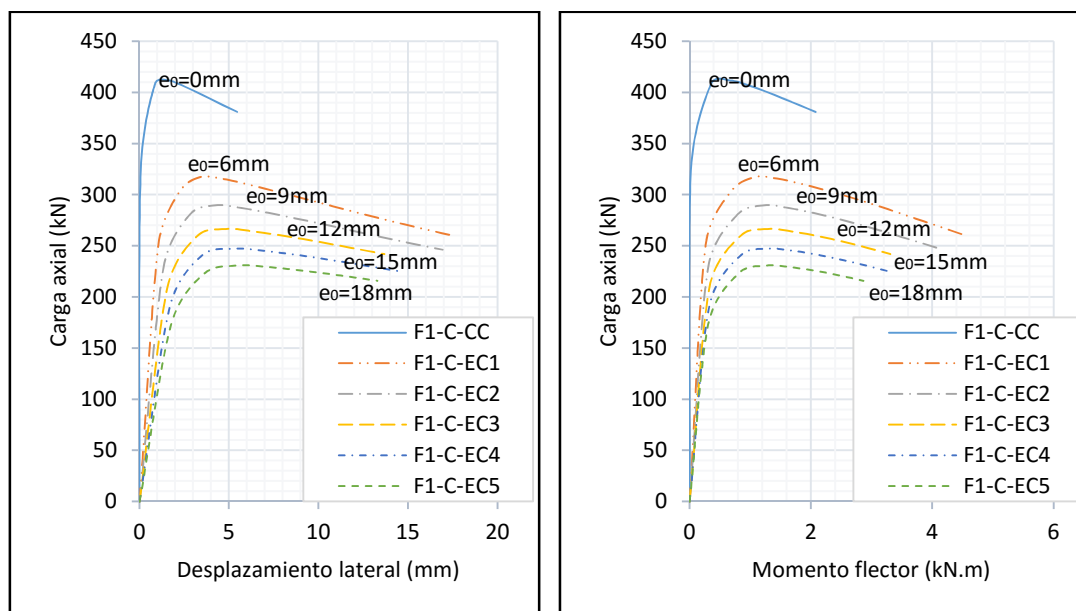 Carga axial (kN)
450
400
350
300
250
200
150
100
50
0
e₀=0mm
e₀=6mm
e₀=9mm
e₀=12mm
e₀=15mm
e₀=18mm
F1-C-CC
F1-C-EC1
F1-C-EC2
F1-C-EC3
F1-C-EC4
F1-C-EC5
0 5 10 15 20
Desplazamiento lateral (mm)
Carga axial (kN)
450
400
350
300
250
200
150
100
50
0
e₀=0mm
e₀=6mm
e₀=9mm
e₀=12mm
e₀=15mm
e₀=18mm
F1-C-CC
F1-C-EC1
F1-C-EC2
F1-C-EC3
F1-C-EC4
F1-C-EC5
0 2 4 6
Momento flector (kN.m)